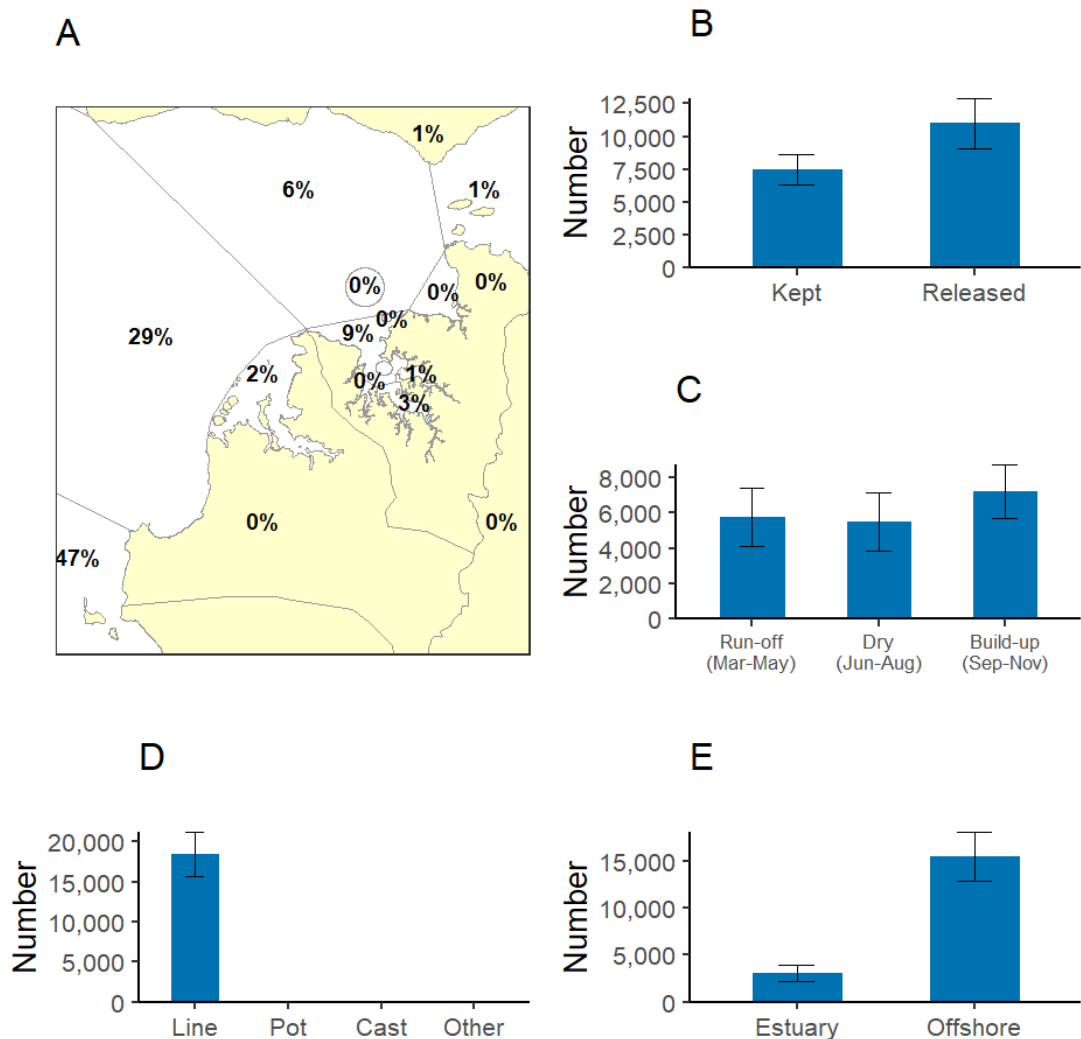 A
1%
6%
1%
0%
0%
0%
0%
9%
29%
2%
0%
1%
3%
0%
0%
47%
B
Number
12,500
10,000
7,500
5,000
2,500
0
Kept Released
C
Number
8,000
6,000
4,000
2,000
0
Run-off Dry Build-up
(Mar-May) (Jun-Aug) (Sep-Nov)
D
Number
20,000
15,000
10,000
5,000
0
Line Pot Cast Other
E
Number
15,000
10,000
5,000
0
Estuary Offshore